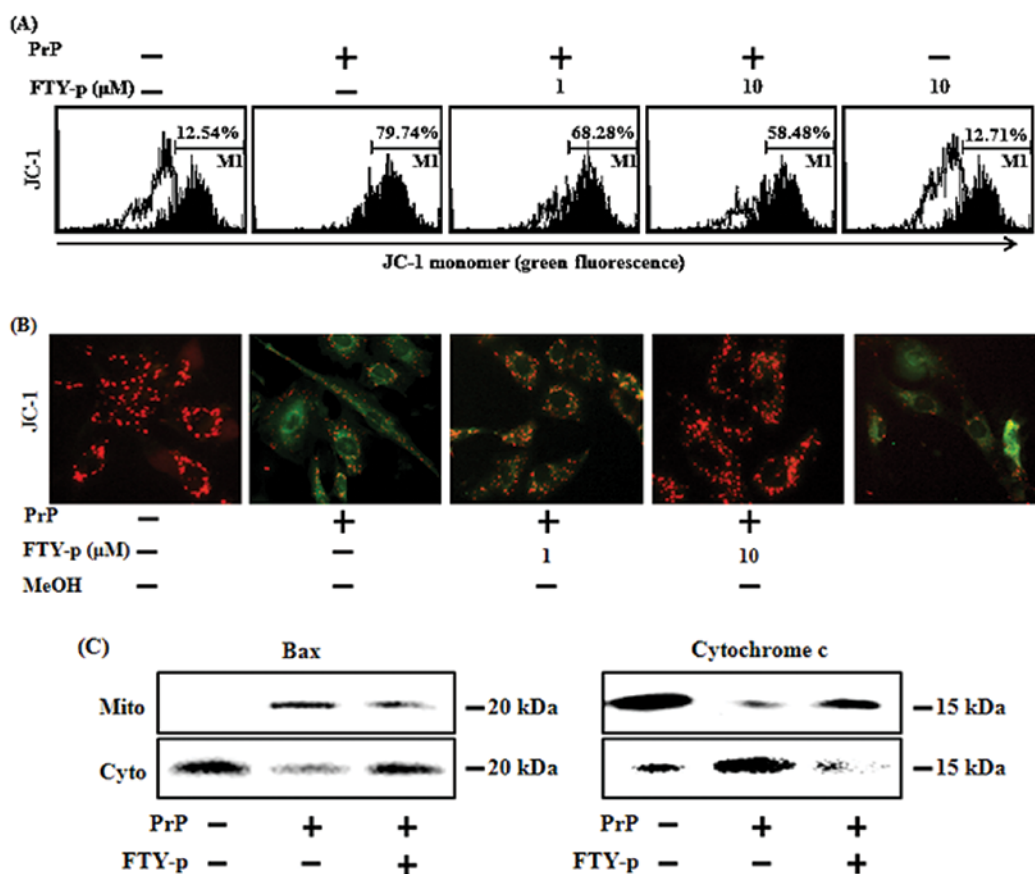 (A)
PrP − + + + −
FTY-p (μM) − − 1 10 10
JC-1
12.54% 79.74% 68.28% 58.48% 12.71%
M1 M1 M1 M1 M1
JC-1 monomer (green fluorescence)
(B)
JC-1
PrP − + + +
FTY-p (μM) − − 1 10
MeOH − − − −
(C)
Bax Cytochrome c
Mito −20 kDa −15 kDa
Cyto −20 kDa −15 kDa
PrP − + + PrP − + +
FTY-p − − + FTY-p − − +